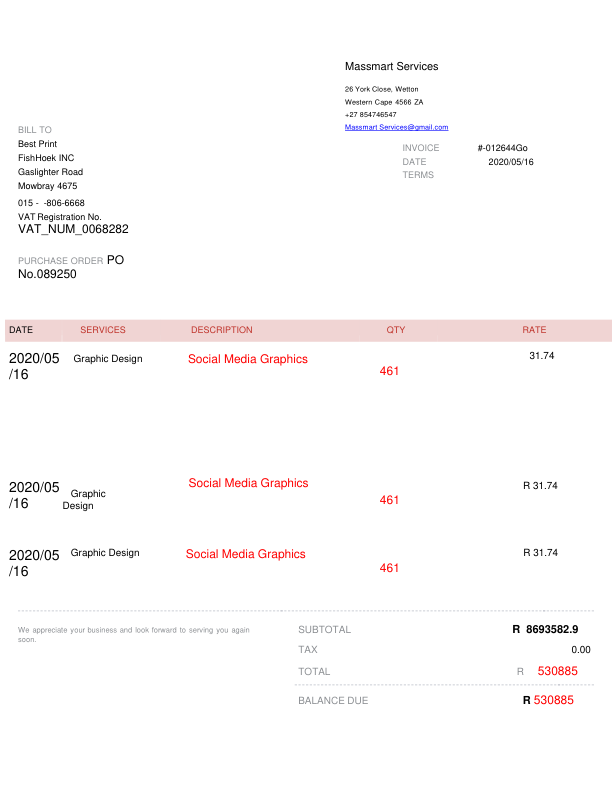 Massmart Services
26 York Close, Wetton
Western Cape 4566 ZA
+27 854746547
Massmart Services@gmail.com
BILL TO
Best Print
FishHoek INC
Gaslighter Road
Mowbray 4675
015 -  -806-6668
VAT Registration No.
VAT_NUM_0068282
INVOICE #-012644Go
DATE 2020/05/16
TERMS
PURCHASE ORDER PO
No.089250
DATE SERVICES DESCRIPTION QTY RATE
2020/05
/16
Graphic Design
Social Media Graphics
461
31.74
2020/05
/16
Graphic
Design
Social Media Graphics
461
R 31.74
2020/05
/16
Graphic Design
Social Media Graphics
461
R 31.74
We appreciate your business and look forward to serving you again
soon.
SUBTOTAL R 8693582.9
TAX 0.00
TOTAL R 530885
BALANCE DUE R 530885